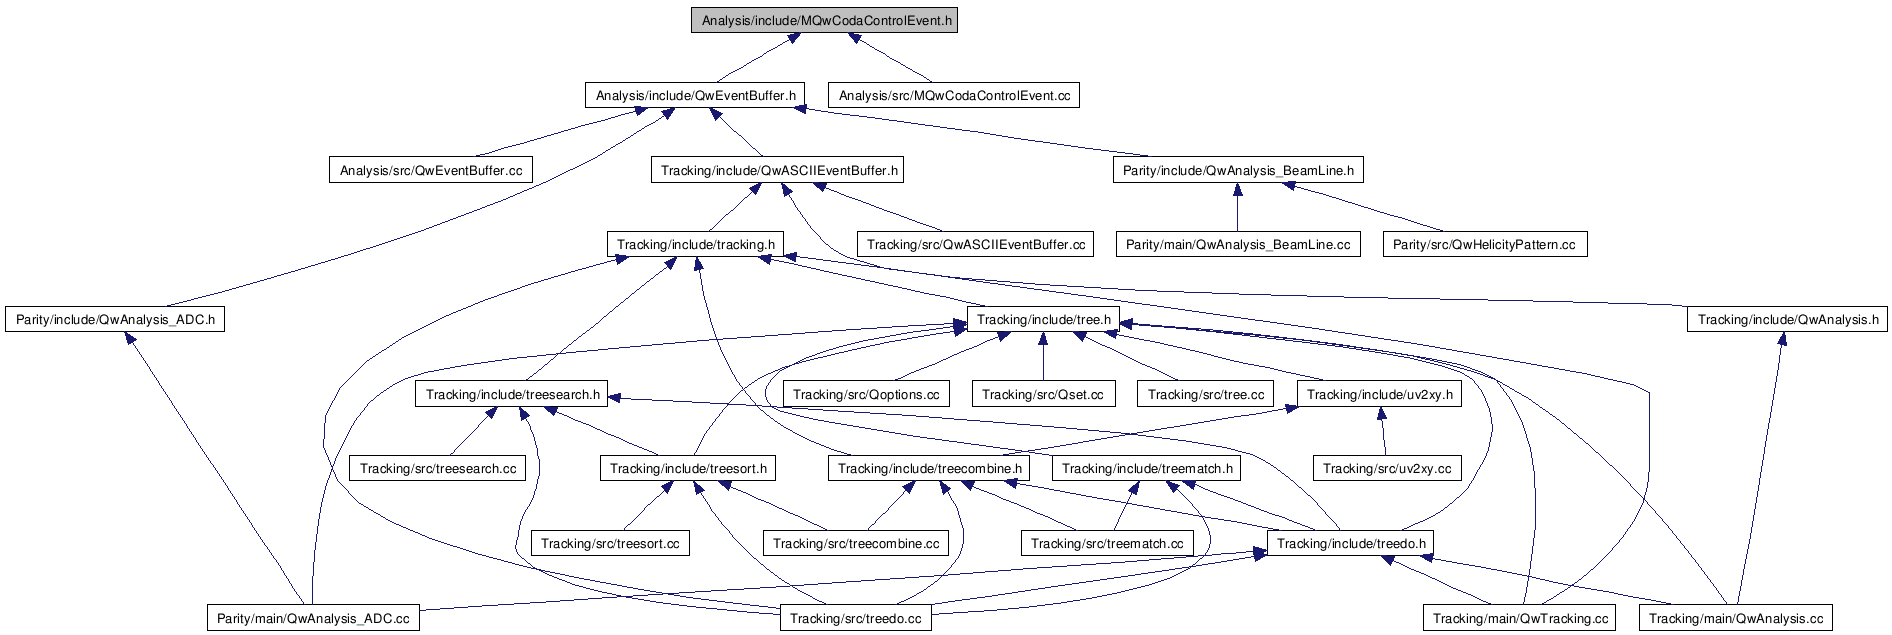 Analysis/include/MQwCodaControlEvent.h
Analysis/include/QwEventBuffer.h
Analysis/src/MQwCodaControlEvent.cc
Analysis/src/QwEventBuffer.cc
Tracking/include/QwASCIIEventBuffer.h
Parity/include/QwAnalysis_BeamLine.h
Tracking/include/tracking.h
Tracking/src/QwASCIIEventBuffer.cc
Parity/main/QwAnalysis_BeamLine.cc
Parity/src/QwHelicityPattern.cc
Parity/include/QwAnalysis_ADC.h
Tracking/include/tree.h
Tracking/include/QwAnalysis.h
Tracking/include/treesearch.h
Tracking/src/Qoptions.cc
Tracking/src/Qset.cc
Tracking/src/tree.cc
Tracking/include/uv2xy.h
Tracking/src/treesearch.cc
Tracking/include/treesort.h
Tracking/include/treecombine.h
Tracking/include/treematch.h
Tracking/src/uv2xy.cc
Tracking/src/treesort.cc
Tracking/src/treecombine.cc
Tracking/src/treematch.cc
Tracking/include/treedo.h
Parity/main/QwAnalysis_ADC.cc
Tracking/src/treedo.cc
Tracking/main/QwTracking.cc
Tracking/main/QwAnalysis.cc